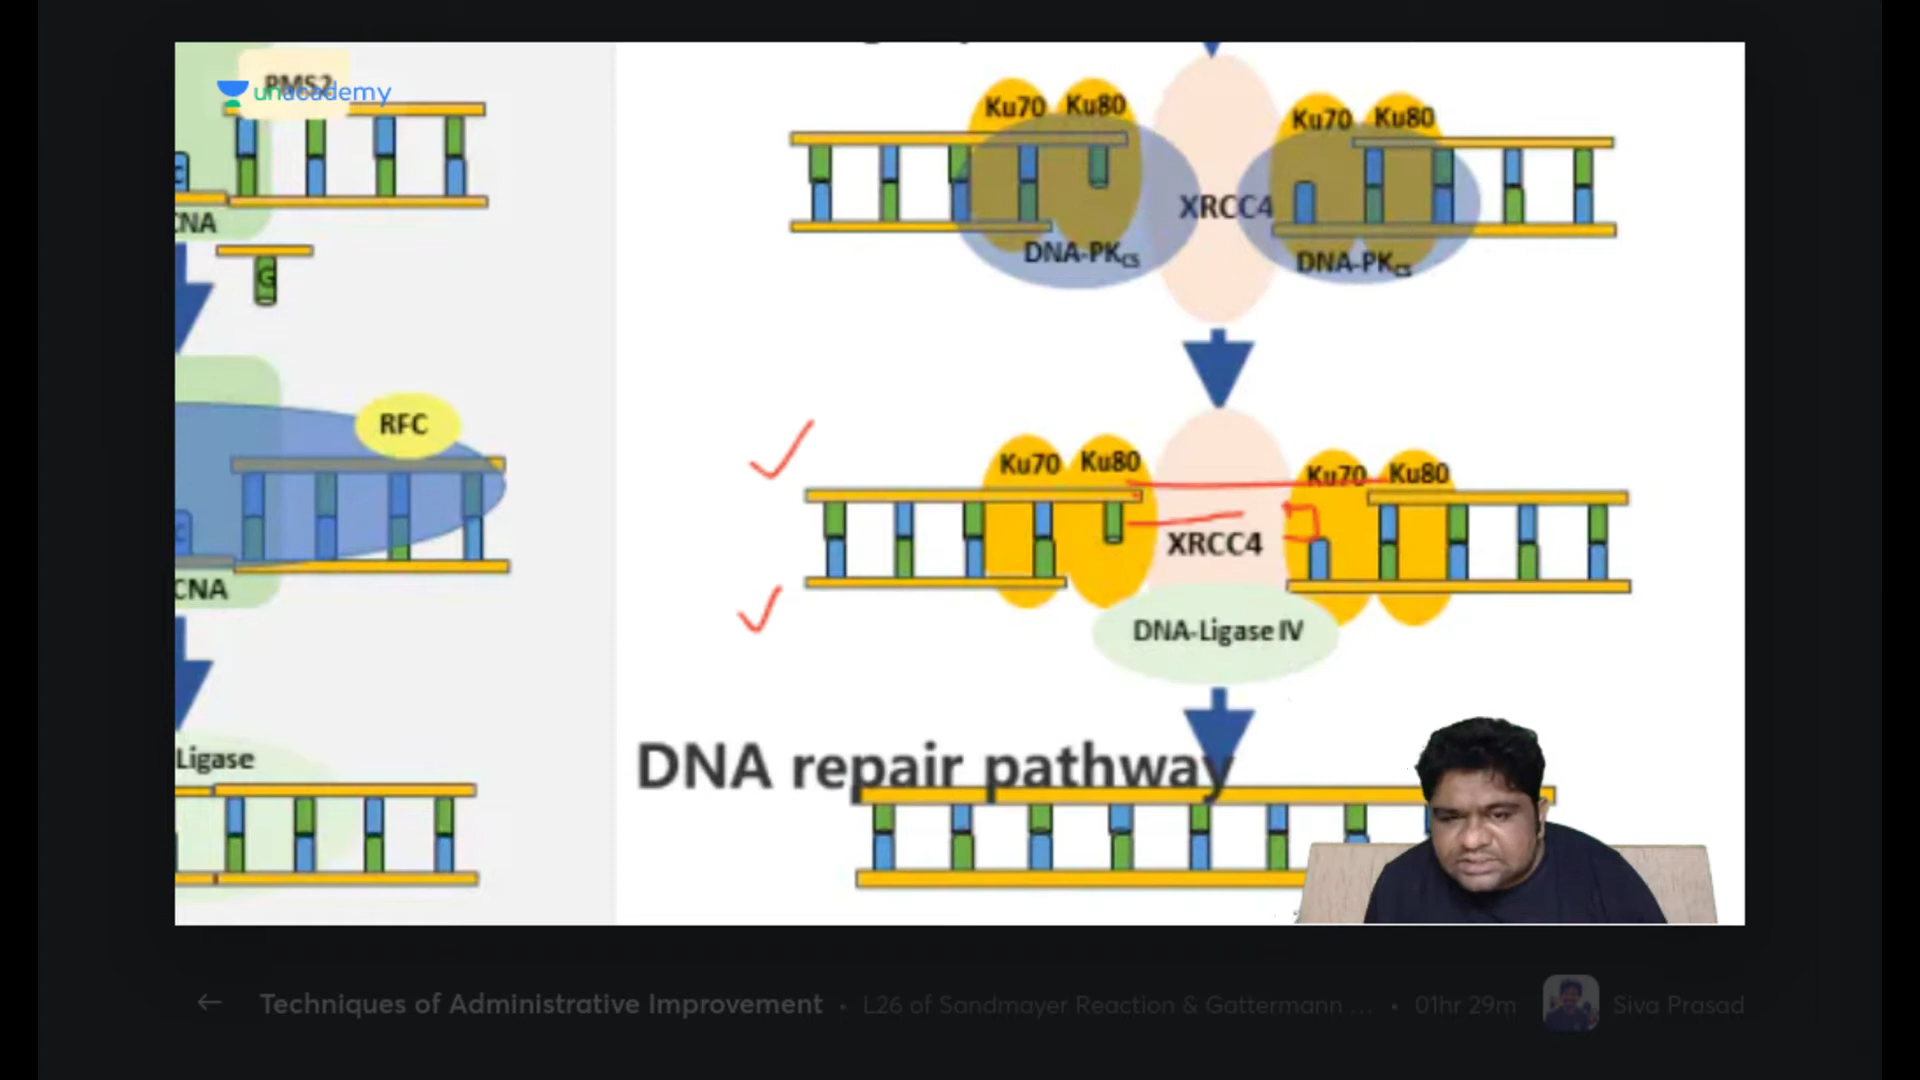 PMS2
unacademy
C
CNA
G
RFC
C
CNA
Ligase
Ku70 Ku80
Ku70 Ku80
XRCC4
DNA-PKcs
DNA-PKcs
Ku70 Ku80
Ku70 Ku80
XRCC4
DNA-Ligase IV
DNA repair pathway
Techniques of Administrative Improvement • L26 of Sandmayer Reaction & Gattermann ... • 01hr 29m Siva Prasad